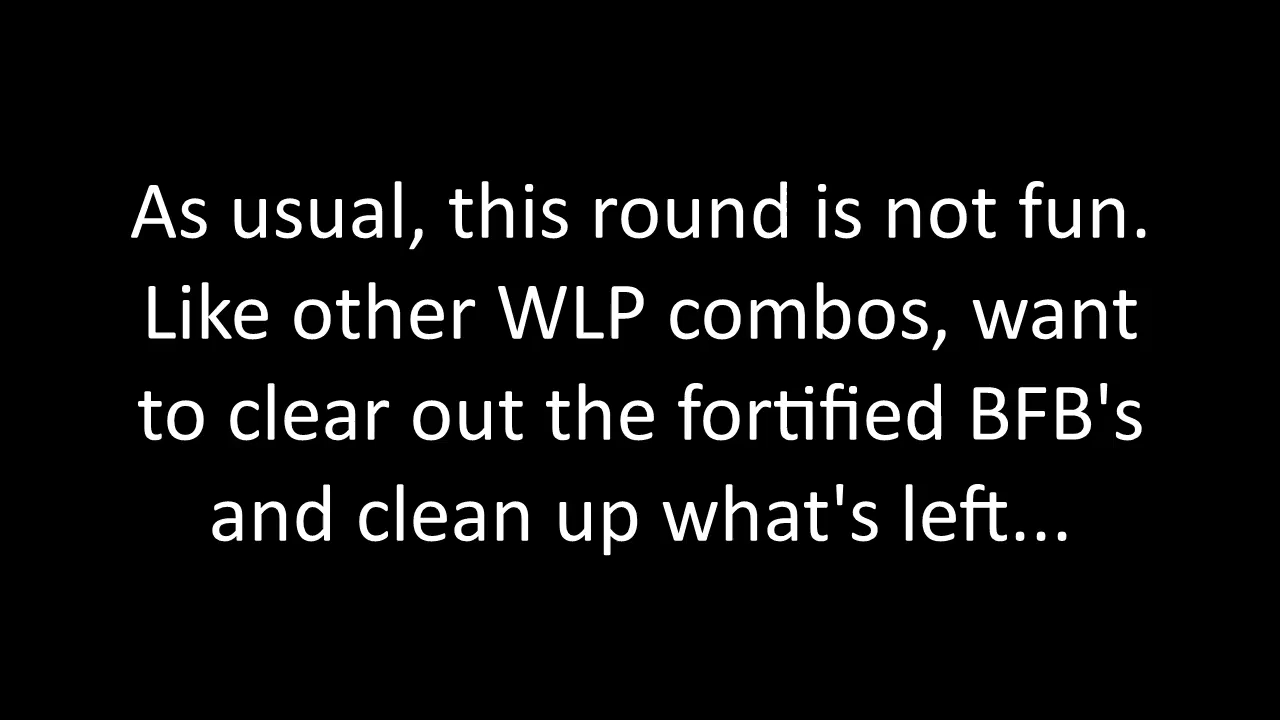 As usual, this round is not fun.
Like other WLP combos, want
to clear out the fortified BFB's
and clean up what's left...